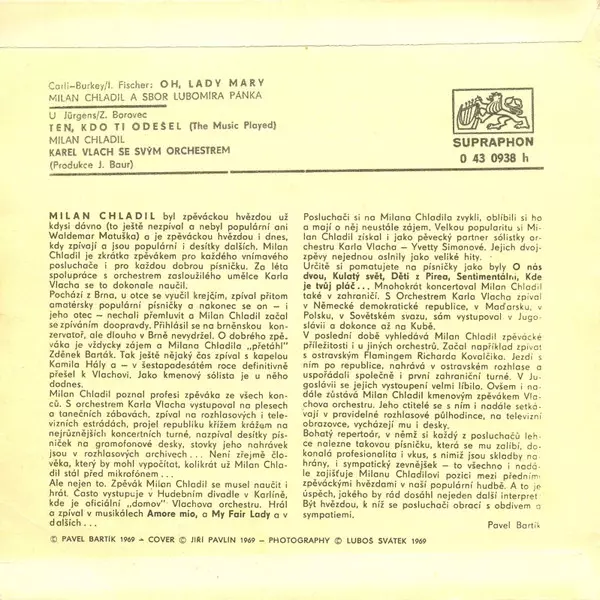 Carli-Burkey/I. Fischer: OH, LADY MARY
MILAN CHLADIL A SBOR LUBOMÍRA PÁNKA
U Jürgens/Z. Borovec
TEN, KDO TI ODEŠEL (The Music Played)
MILAN CHLADIL
KAREL VLACH SE SVÝM ORCHESTREM
(Produkce J. Baur)
SUPRAPHON
0 43 0938 h
MILAN CHLADIL byl zpěváckou hvězdou už
kdysi dávno (to ještě nezpíval a nebyl populární ani
Waldemar Matuška) a je zpěváckou hvězdou i dnes,
kdy zpívají a jsou populární i desítky dalších. Milan
Chladil je zkrátka zpěvákem pro každého vnímavého
posluchače i pro každou dobrou písničku. Za léta
spolupráce s orchestrem zasloužilého umělce Karla
Vlacha se to dokonale naučil.
Pochází z Brna, u otce se vyučil krejčím, zpíval přitom
amatérsky populární písničky a nakonec se on – i
jeho otec – nechali přemluvit a Milan Chladil začal
se zpíváním doopravdy. Přihlásil se na brněnskou kon-
zervatoř, ale dlouho v Brně nevydržel. O dobrého zpě-
váka je vždycky zájem a Milana Chladila „přetáhl"
Zdeněk Barták. Tak ještě nějaký čas zpíval s kapelou
Kamila Hály a – v šestapadesátém roce definitivně
přešel k Vlachovi. Jako kmenový sólista je u něho
dodnes.
Milan Chladil poznal profesi zpěváka ze všech kon-
ců. S orchestrem Karla Vlacha vystupoval na plesech
a tanečních zábavách, zpíval na rozhlasových i tele-
vizních estrádách, projel republiku křížem krážem na
nejrůznějších koncertních turné, nazpíval desítky pís-
niček na gramofonové desky, stovky jeho nahrávek
jsou v rozhlasových archivech... Není zřejmě člo-
věka, který by mohl vypočítat, kolikrát už Milan Chla-
dil stál před mikrofónem...
Ale nejen to. Zpěvák Milan Chladil se musel naučit i
hrát. Často vystupuje v Hudebním divadle v Karlíně,
kde je oficiální „domov" Vlachova orchestru. Hrál
a zpíval v musikálech Amore mio, a My Fair Lady a v
dalších...
Posluchači si na Milana Chladila zvykli, oblíbili si ho
a mají o něj neustále zájem. Velkou popularitu si Mi-
lan Chladil získal i jako pěvecký partner sólistky or-
chestru Karla Vlacha – Yvetty Simonové. Jejich dvoj-
zpěvy nejednou oslnily jako veliké hity.
Určitě si pamatujete na písničky jako byly O nás
dvou, Kulatý svět, Děti z Pirea, Sentimentální, Kde
je tvůj pláč... Mnohokrát koncertoval Milan Chladil
také v zahraničí. S Orchestrem Karla Vlacha zpíval
v Německé demokratické republice, v Maďarsku, v
Polsku, v Sovětském svazu, sám vystupoval v Jugo-
slávii a dokonce až na Kubě.
V poslední době vyhledává Milan Chladil zpěvácké
příležitosti i u jiných orchestrů. Začal například zpívat
s ostravským Flamingem Richarda Kovalčíka. Jezdí s
ním po republice, nahrává v ostravském rozhlase a
uspořádali společně i první zahraniční turné. V Ju-
goslávii se jejich vystoupení velmi líbilo. Ovšem i na-
dále zůstává Milan Chladil kmenovým zpěvákem Vla-
chova orchestru. Jeho ctitelé se s ním i nadále setká-
vají v pravidelné rozhlasové půlhodince, na televizní
obrazovce, vycházejí mu i desky.
Bohatý repertoár, v němž si každý z posluchačů leh-
ce nalezne takovou písničku, která se mu zalíbí, do-
konalá profesionalita i vkus, s nimiž jsou skladby na-
hrány, i sympatický zevnějšek – to všechno i nadá-
le zajišťuje Milanu Chladilovi pozici mezi předními
zpěváckými hvězdami v naší populární hudbě. A to je
úspěch, jakého by rád dosáhl nejeden další interpret
Být hvězdou, k níž se posluchači obrací s obdivem a
sympatiemi.
Pavel Bartík
© PAVEL BARTÍK 1969 – COVER © JIŘÍ PAVLÍN 1969 – PHOTOGRAPHY © LUBOŠ SVÁTEK 1969